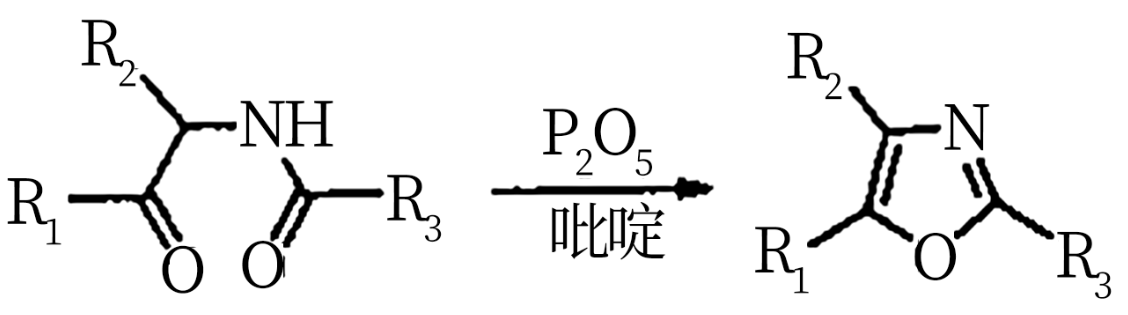 R₂
NH
R₁
R₃
O
O
P₂O₅
吡啶
R₂
N
R₁
O
R₃